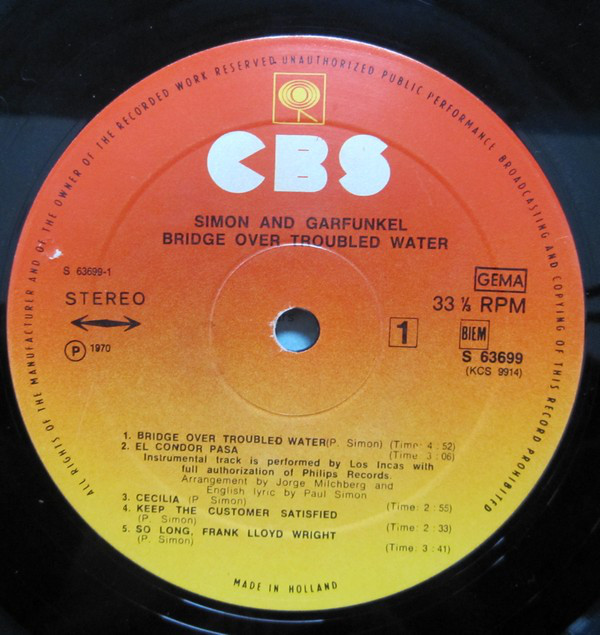 ALL RIGHTS OF THE MANUFACTURER AND OF THE OWNER OF THE RECORDED WORK RESERVED. UNAUTHORIZED PUBLIC PERFORMANCE BROADCASTING AND COPYING OF THIS RECORD PROHIBITED
CBS
SIMON AND GARFUNKEL
BRIDGE OVER TROUBLED WATER
S 63699-1
STEREO
℗ 1970
GEMA
33 ⅓ RPM
1
BIEM
S 63699
(KCS 9914)
1. BRIDGE OVER TROUBLED WATER (P. Simon) (Time: 4:52)
2. EL CONDOR PASA (Time: 3:06)
Instrumental track is performed by Los Incas with
full authorization of Philips Records.
Arrangement by Jorge Milchberg and
English lyric by Paul Simon
3. CECILIA (P. Simon) (Time: 2:55)
4. KEEP THE CUSTOMER SATISFIED
(P. Simon) (Time: 2:33)
5. SO LONG, FRANK LLOYD WRIGHT
(P. Simon) (Time: 3:41)
MADE IN HOLLAND